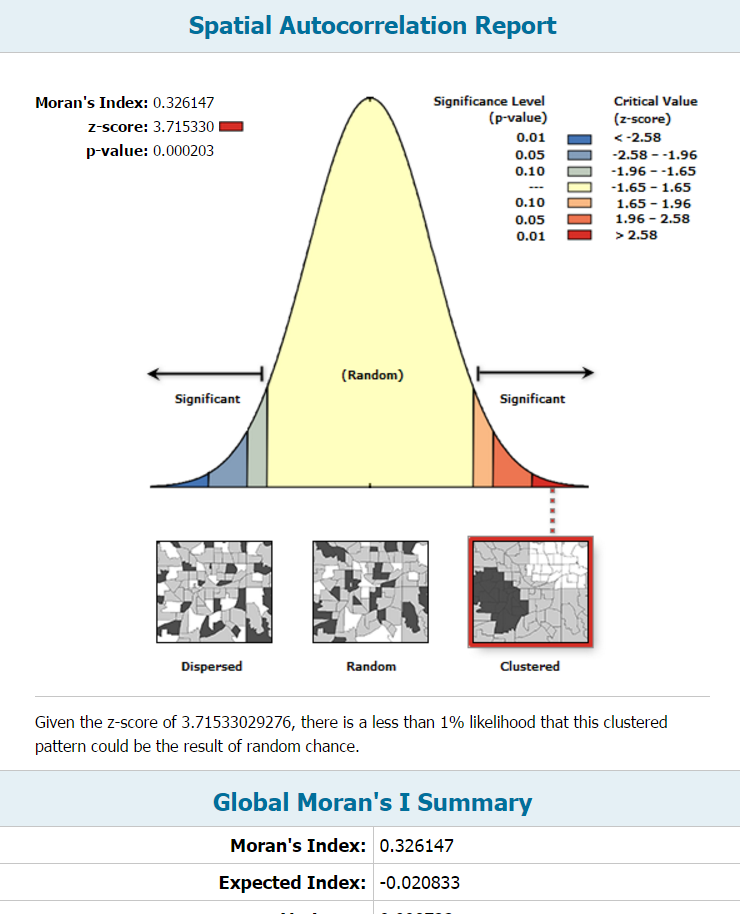 Spatial Autocorrelation Report
Moran's Index: 0.326147
z-score: 3.715330
p-value: 0.000203
Significance Level
(p-value)
Critical Value
(z-score)
0.01 < -2.58
0.05 -2.58 - -1.96
0.10 -1.96 - -1.65
--- -1.65 - 1.65
0.10 1.65 - 1.96
0.05 1.96 - 2.58
0.01 > 2.58
(Random)
Significant
Significant
Dispersed
Random
Clustered
Given the z-score of 3.71533029276, there is a less than 1% likelihood that this clustered
pattern could be the result of random chance.
Global Moran's I Summary
Moran's Index: 0.326147
Expected Index: -0.020833